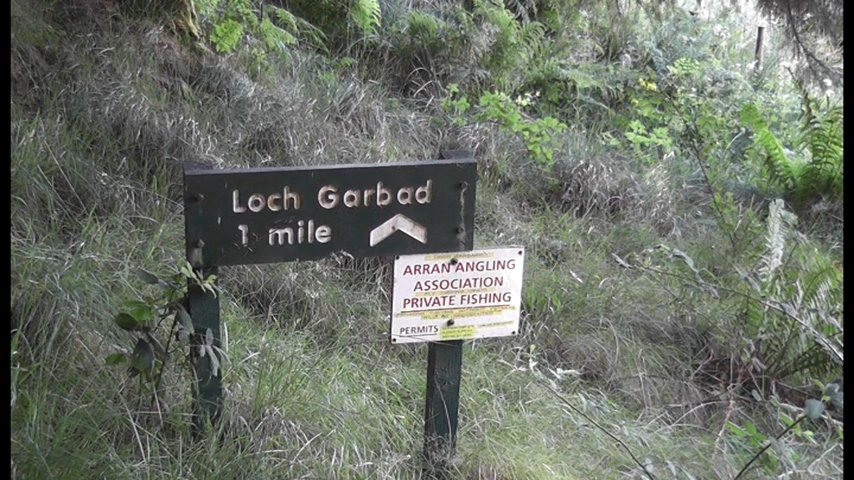 Loch Garbad
1 mile
ARRAN ANGLING
ASSOCIATION
PRIVATE FISHING
PERMITS